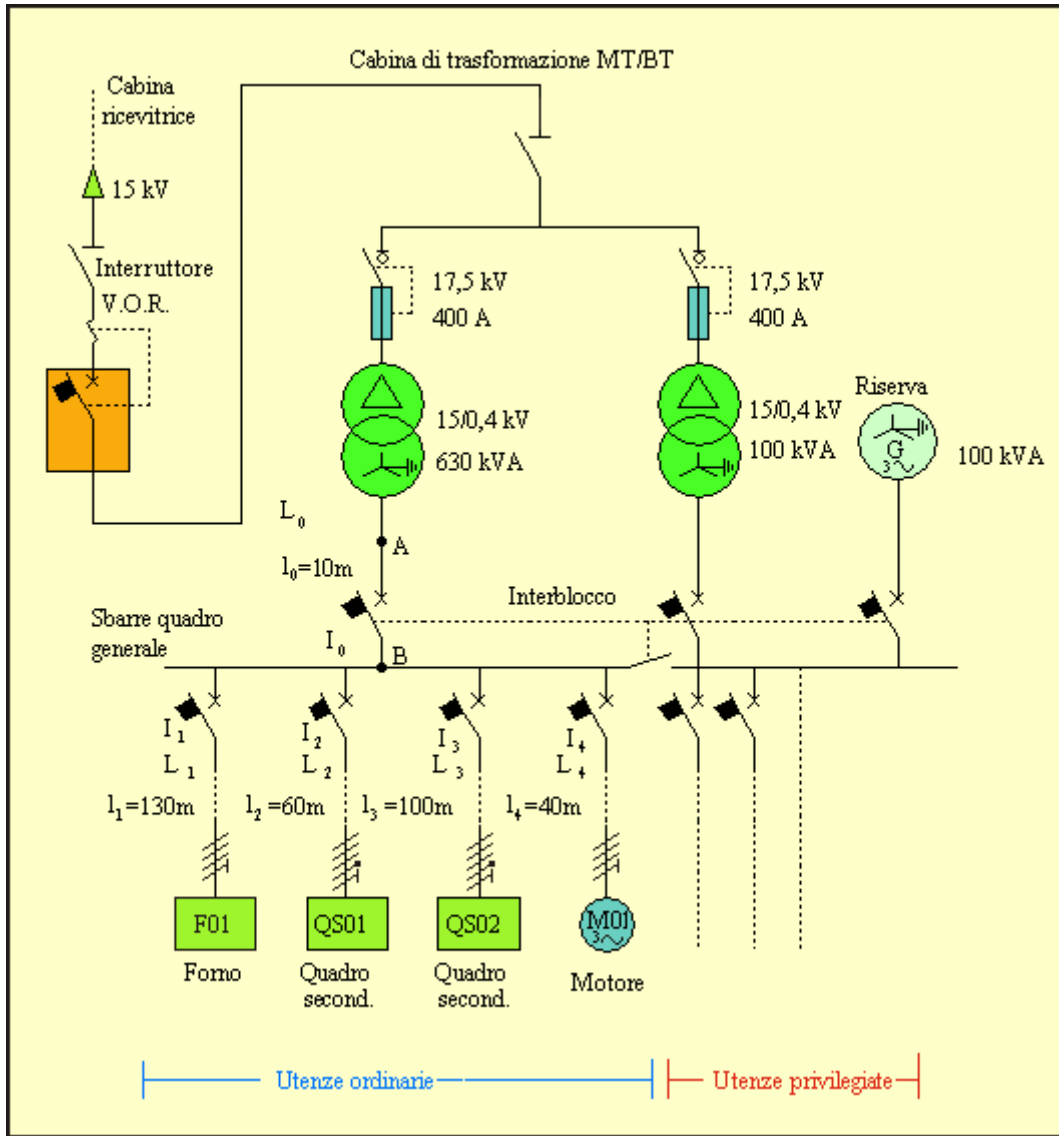 Cabina di trasformazione MT/BT
Cabina
ricevitrice
15 kV
Interruttore
V.O.R.
17,5 kV
400 A
17,5 kV
400 A
15/0,4 kV
630 kVA
15/0,4 kV
100 kVA
Riserva
G
3~
100 kVA
L0
A
l0=10m
Interblocco
Sbarre quadro
generale
I0
B
I1
L1
I2
L2
I3
L3
I4
L4
l1=130m
l2=60m
l3=100m
l4=40m
F01
QS01
QS02
M01
3~
Forno
Quadro
second.
Quadro
second.
Motore
Utenze ordinarie
Utenze privilegiate